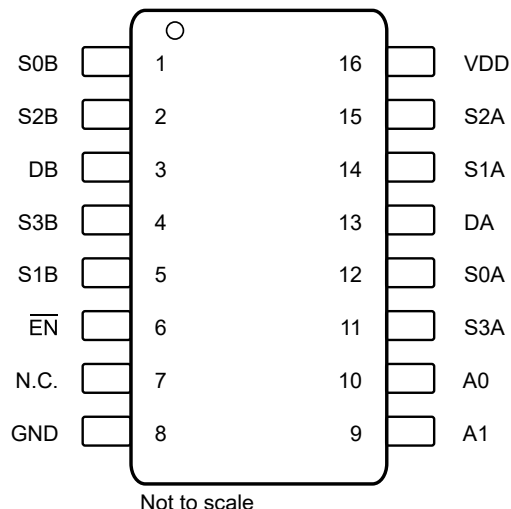 S0B 1 16 VDD
S2B 2 15 S2A
DB 3 14 S1A
S3B 4 13 DA
S1B 5 12 S0A
E̅N̅ 6 11 S3A
N.C. 7 10 A0
GND 8 9 A1
Not to scale